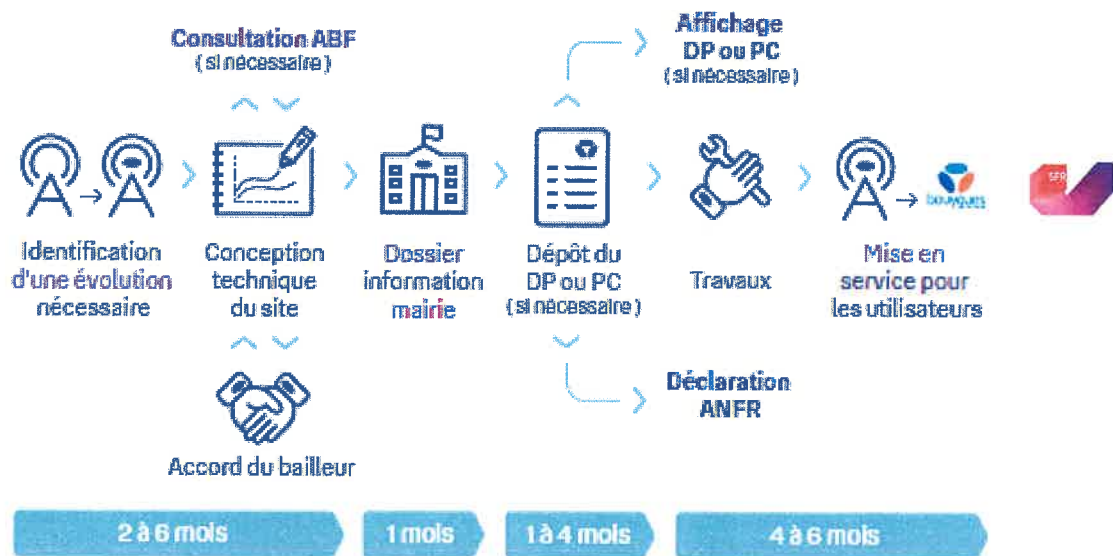 Consultation ABF
(si nécessaire)
Affichage
DP ou PC
(si nécessaire)
Identification
d'une évolution
nécessaire
Conception
technique
du site
Dossier
information
mairie
Dépôt du
DP ou PC
(si nécessaire)
Travaux
bouygues
SFR
Mise en
service pour
les utilisateurs
Déclaration
ANFR
Accord du bailleur
2 à 6 mois
1 mois
1 à 4 mois
4 à 6 mois